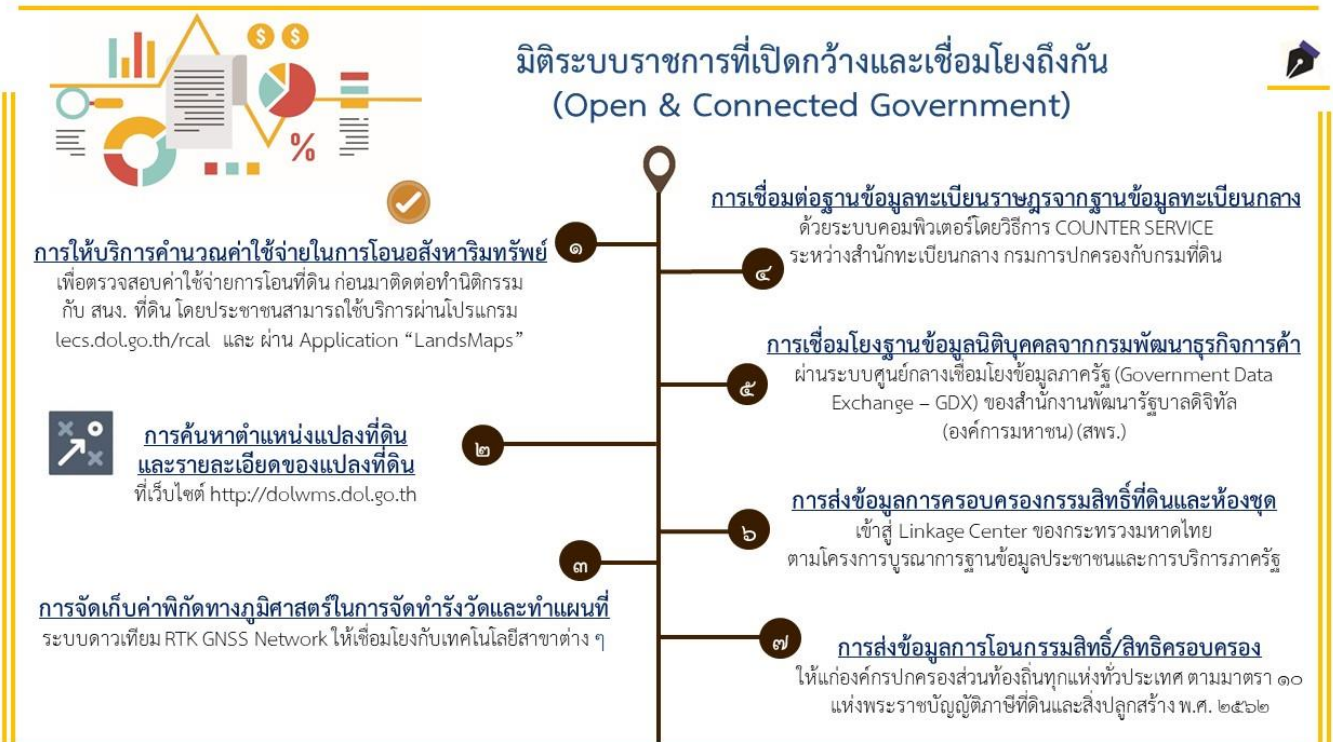 มิติระบบราชการที่เปิดกว้างและเชื่อมโยงถึงกัน
(Open & Connected Government)
%
$ $
๑
การให้บริการคำนวณค่าใช้จ่ายในการโอนอสังหาริมทรัพย์
เพื่อตรวจสอบค่าใช้จ่ายการโอนที่ดิน ก่อนมาติดต่อทำนิติกรรม
กับ สนง. ที่ดิน โดยประชาชนสามารถใช้บริการผ่านโปรแกรม
lecs.dol.go.th/rcal และ ผ่าน Application “LandsMaps”
๒
การค้นหาตำแหน่งแปลงที่ดิน
และรายละเอียดของแปลงที่ดิน
ที่เว็บไซต์ http://dolwms.dol.go.th
๓
การจัดเก็บค่าพิกัดทางภูมิศาสตร์ในการจัดทำรังวัดและทำแผนที่
ระบบดาวเทียม RTK GNSS Network ให้เชื่อมโยงกับเทคโนโลยีสาขาต่าง ๆ
๔
การเชื่อมต่อฐานข้อมูลทะเบียนราษฎรจากฐานข้อมูลทะเบียนกลาง
ด้วยระบบคอมพิวเตอร์โดยวิธีการ COUNTER SERVICE
ระหว่างสำนักทะเบียนกลาง กรมการปกครองกับกรมที่ดิน
๕
การเชื่อมโยงฐานข้อมูลนิติบุคคลจากกรมพัฒนาธุรกิจการค้า
ผ่านระบบศูนย์กลางเชื่อมโยงข้อมูลภาครัฐ (Government Data
Exchange – GDX) ของสำนักงานพัฒนารัฐบาลดิจิทัล
(องค์การมหาชน) (สพร.)
๖
การส่งข้อมูลการครอบครองกรรมสิทธิ์ที่ดินและห้องชุด
เข้าสู่ Linkage Center ของกระทรวงมหาดไทย
ตามโครงการบูรณาการฐานข้อมูลประชาชนและการบริการภาครัฐ
๗
การส่งข้อมูลการโอนกรรมสิทธิ์/สิทธิครอบครอง
ให้แก่องค์กรปกครองส่วนท้องถิ่นทุกแห่งทั่วประเทศ ตามมาตรา ๑๐
แห่งพระราชบัญญัติภาษีที่ดินและสิ่งปลูกสร้าง พ.ศ. ๒๕๖๒